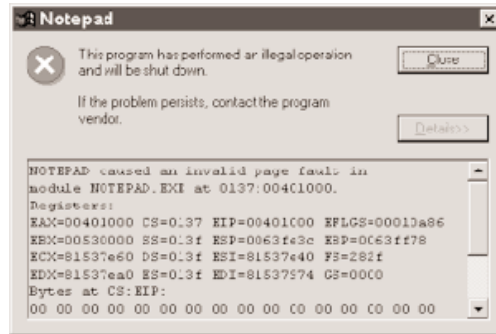 Notepad
This program has performed an illegal operation
and will be shut down.
Close
If the problem persists, contact the program
vendor.
Details>>
NOTEPAD caused an invalid page fault in
module NOTEPAD.EXE at 0137:00401000.
Registers:
EAX=00401000 CS=0137 EIP=00401000 EFLGS=00010a86
EBX=00530000 SS=013f ESP=0063fe3c EBP=0063ff78
ECX=81537e60 DS=013f ESI=81537e40 FS=282f
EDX=81537ea0 ES=013f EDI=81537974 GS=0000
Bytes at CS:EIP:
00 00 00 00 00 00 00 00 00 00 00 00 00 00 00 00